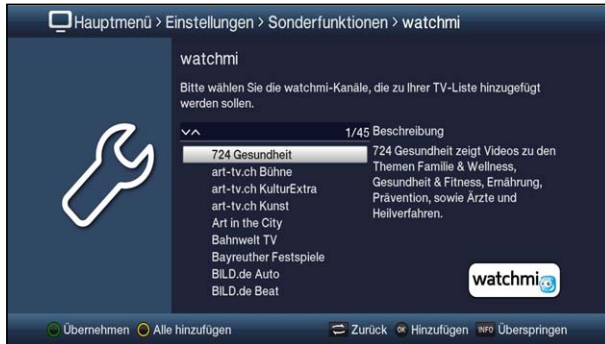 Hauptmenü > Einstellungen > Sonderfunktionen > watchmi
watchmi
Bitte wählen Sie die watchmi-Kanäle, die zu Ihrer TV-Liste hinzugefügt
werden sollen.
1/45 Beschreibung
724 Gesundheit
art-tv.ch Bühne
art-tv.ch KulturExtra
art-tv.ch Kunst
Art in the City
Bahnwelt TV
Bayreuther Festspiele
BILD.de Auto
BILD.de Beat
724 Gesundheit zeigt Videos zu den
Themen Familie & Wellness,
Gesundheit & Fitness, Ernährung,
Prävention, sowie Ärzte und
Heilverfahren.
watchmi
Übernehmen Alle hinzufügen Zurück OK Hinzufügen INFO Überspringen